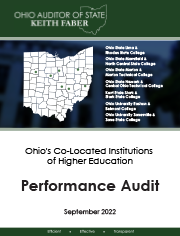 OHIO AUDITOR OF STATE
KEITH FABER
Ohio State Lima &
Rhodes State College
Ohio State Mansfield &
North Central State College
Ohio State Marion &
Marion Technical College
Ohio State Newark &
Central Ohio Technical College
Kent State Stark &
Stark State College
Ohio University Eastern &
Belmont College
Ohio University Zanesville &
Zane State College
Ohio's Co-Located Institutions
of Higher Education
Performance Audit
September 2022
Efficient • Effective • Transparent